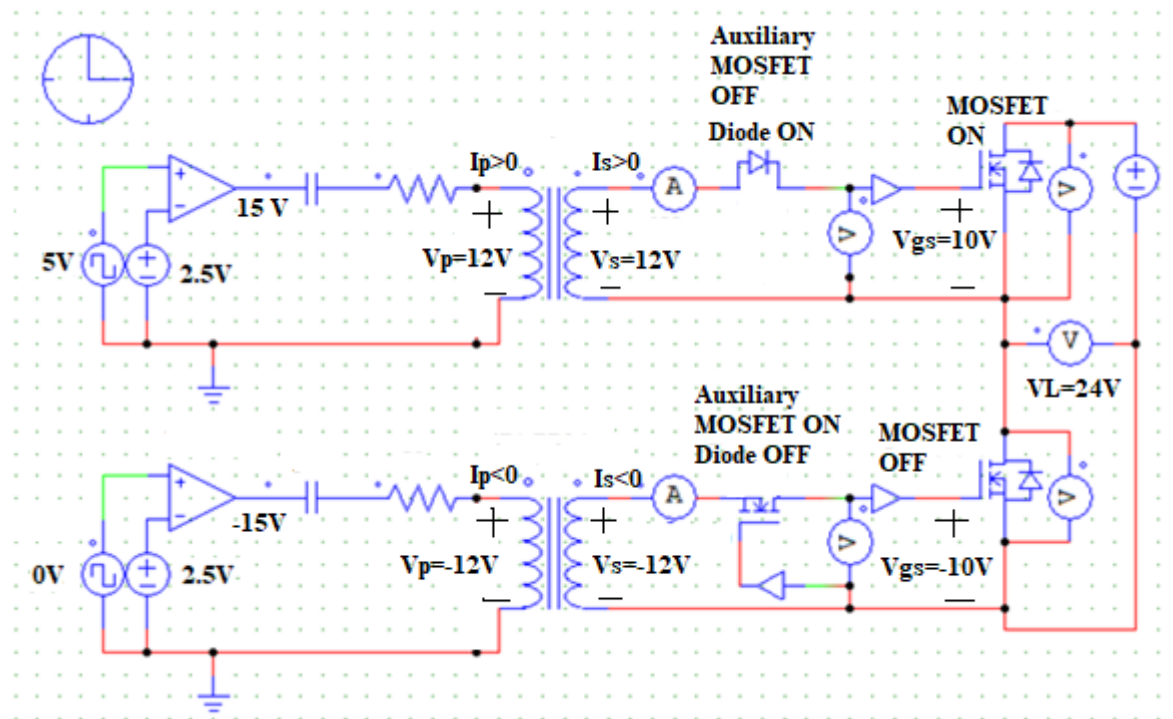 Auxiliary
MOSFET
OFF
Diode ON
MOSFET
ON
Ip>0
Is>0
A
15 V
5V
2.5V
Vp=12V
Vs=12V
V
Vgs=10V
V
V
VL=24V
Auxiliary
MOSFET ON
Diode OFF
MOSFET
OFF
Ip<0
Is<0
A
-15V
0V
2.5V
Vp=-12V
Vs=-12V
V
Vgs=-10V
V